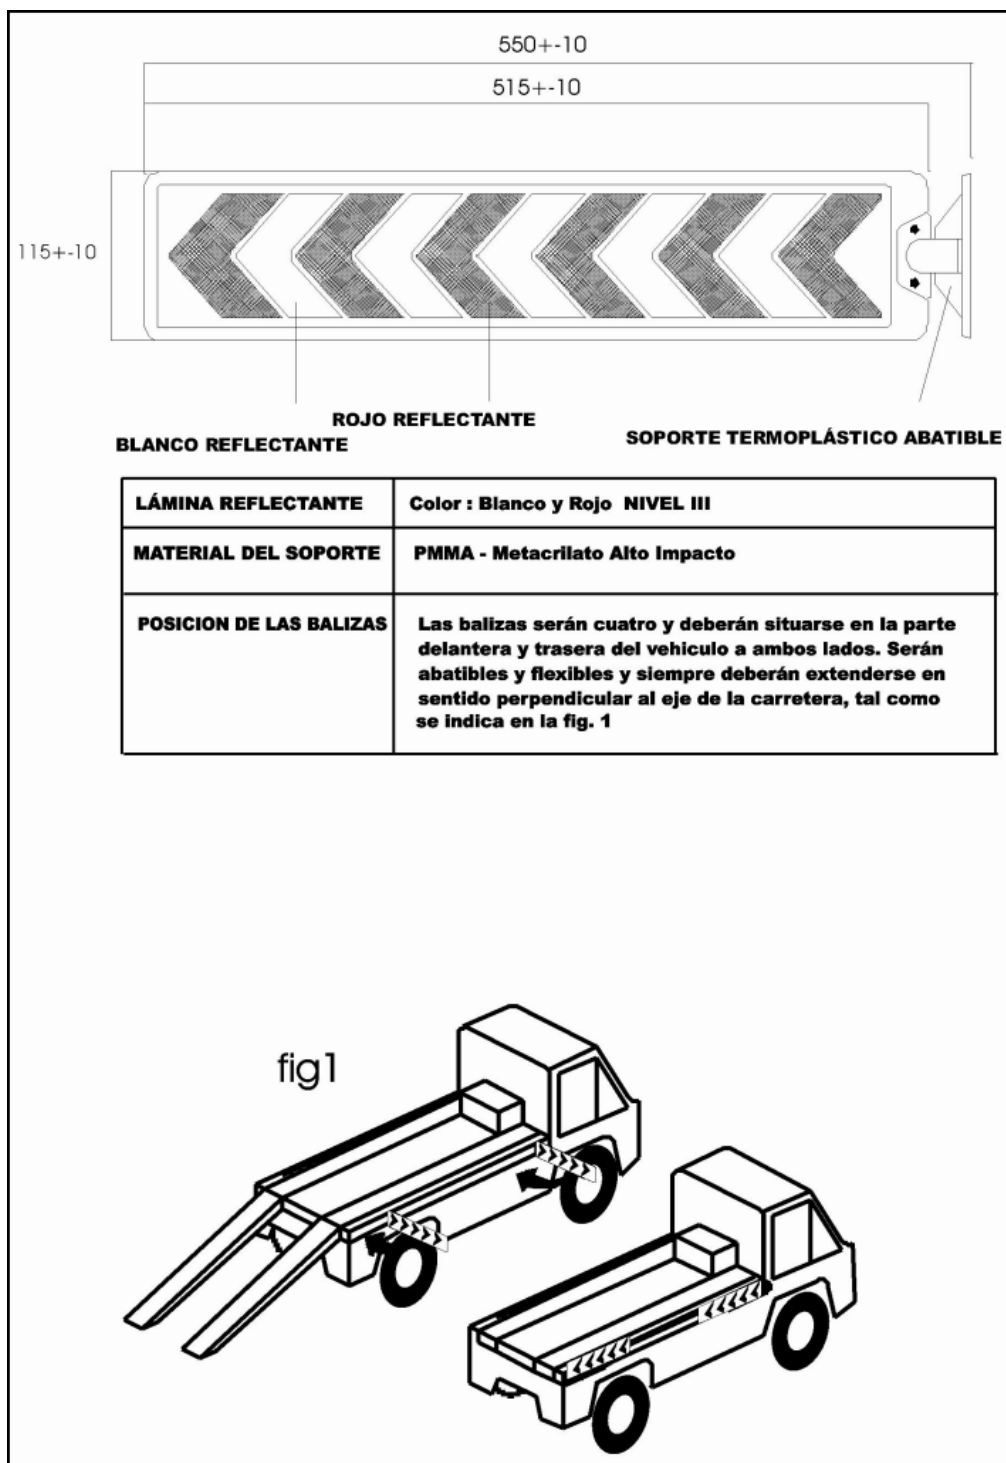 550+-10
515+-10
115+-10
ROJO REFLECTANTE
BLANCO REFLECTANTE
SOPORTE TERMOPLÁSTICO ABATIBLE
LÁMINA REFLECTANTE Color : Blanco y Rojo NIVEL III
MATERIAL DEL SOPORTE PMMA - Metacrilato Alto Impacto
POSICION DE LAS BALIZAS Las balizas serán cuatro y deberán situarse en la parte
delantera y trasera del vehiculo a ambos lados. Serán
abatibles y flexibles y siempre deberán extenderse en
sentido perpendicular al eje de la carretera, tal como
se indica en la fig. 1
fig1